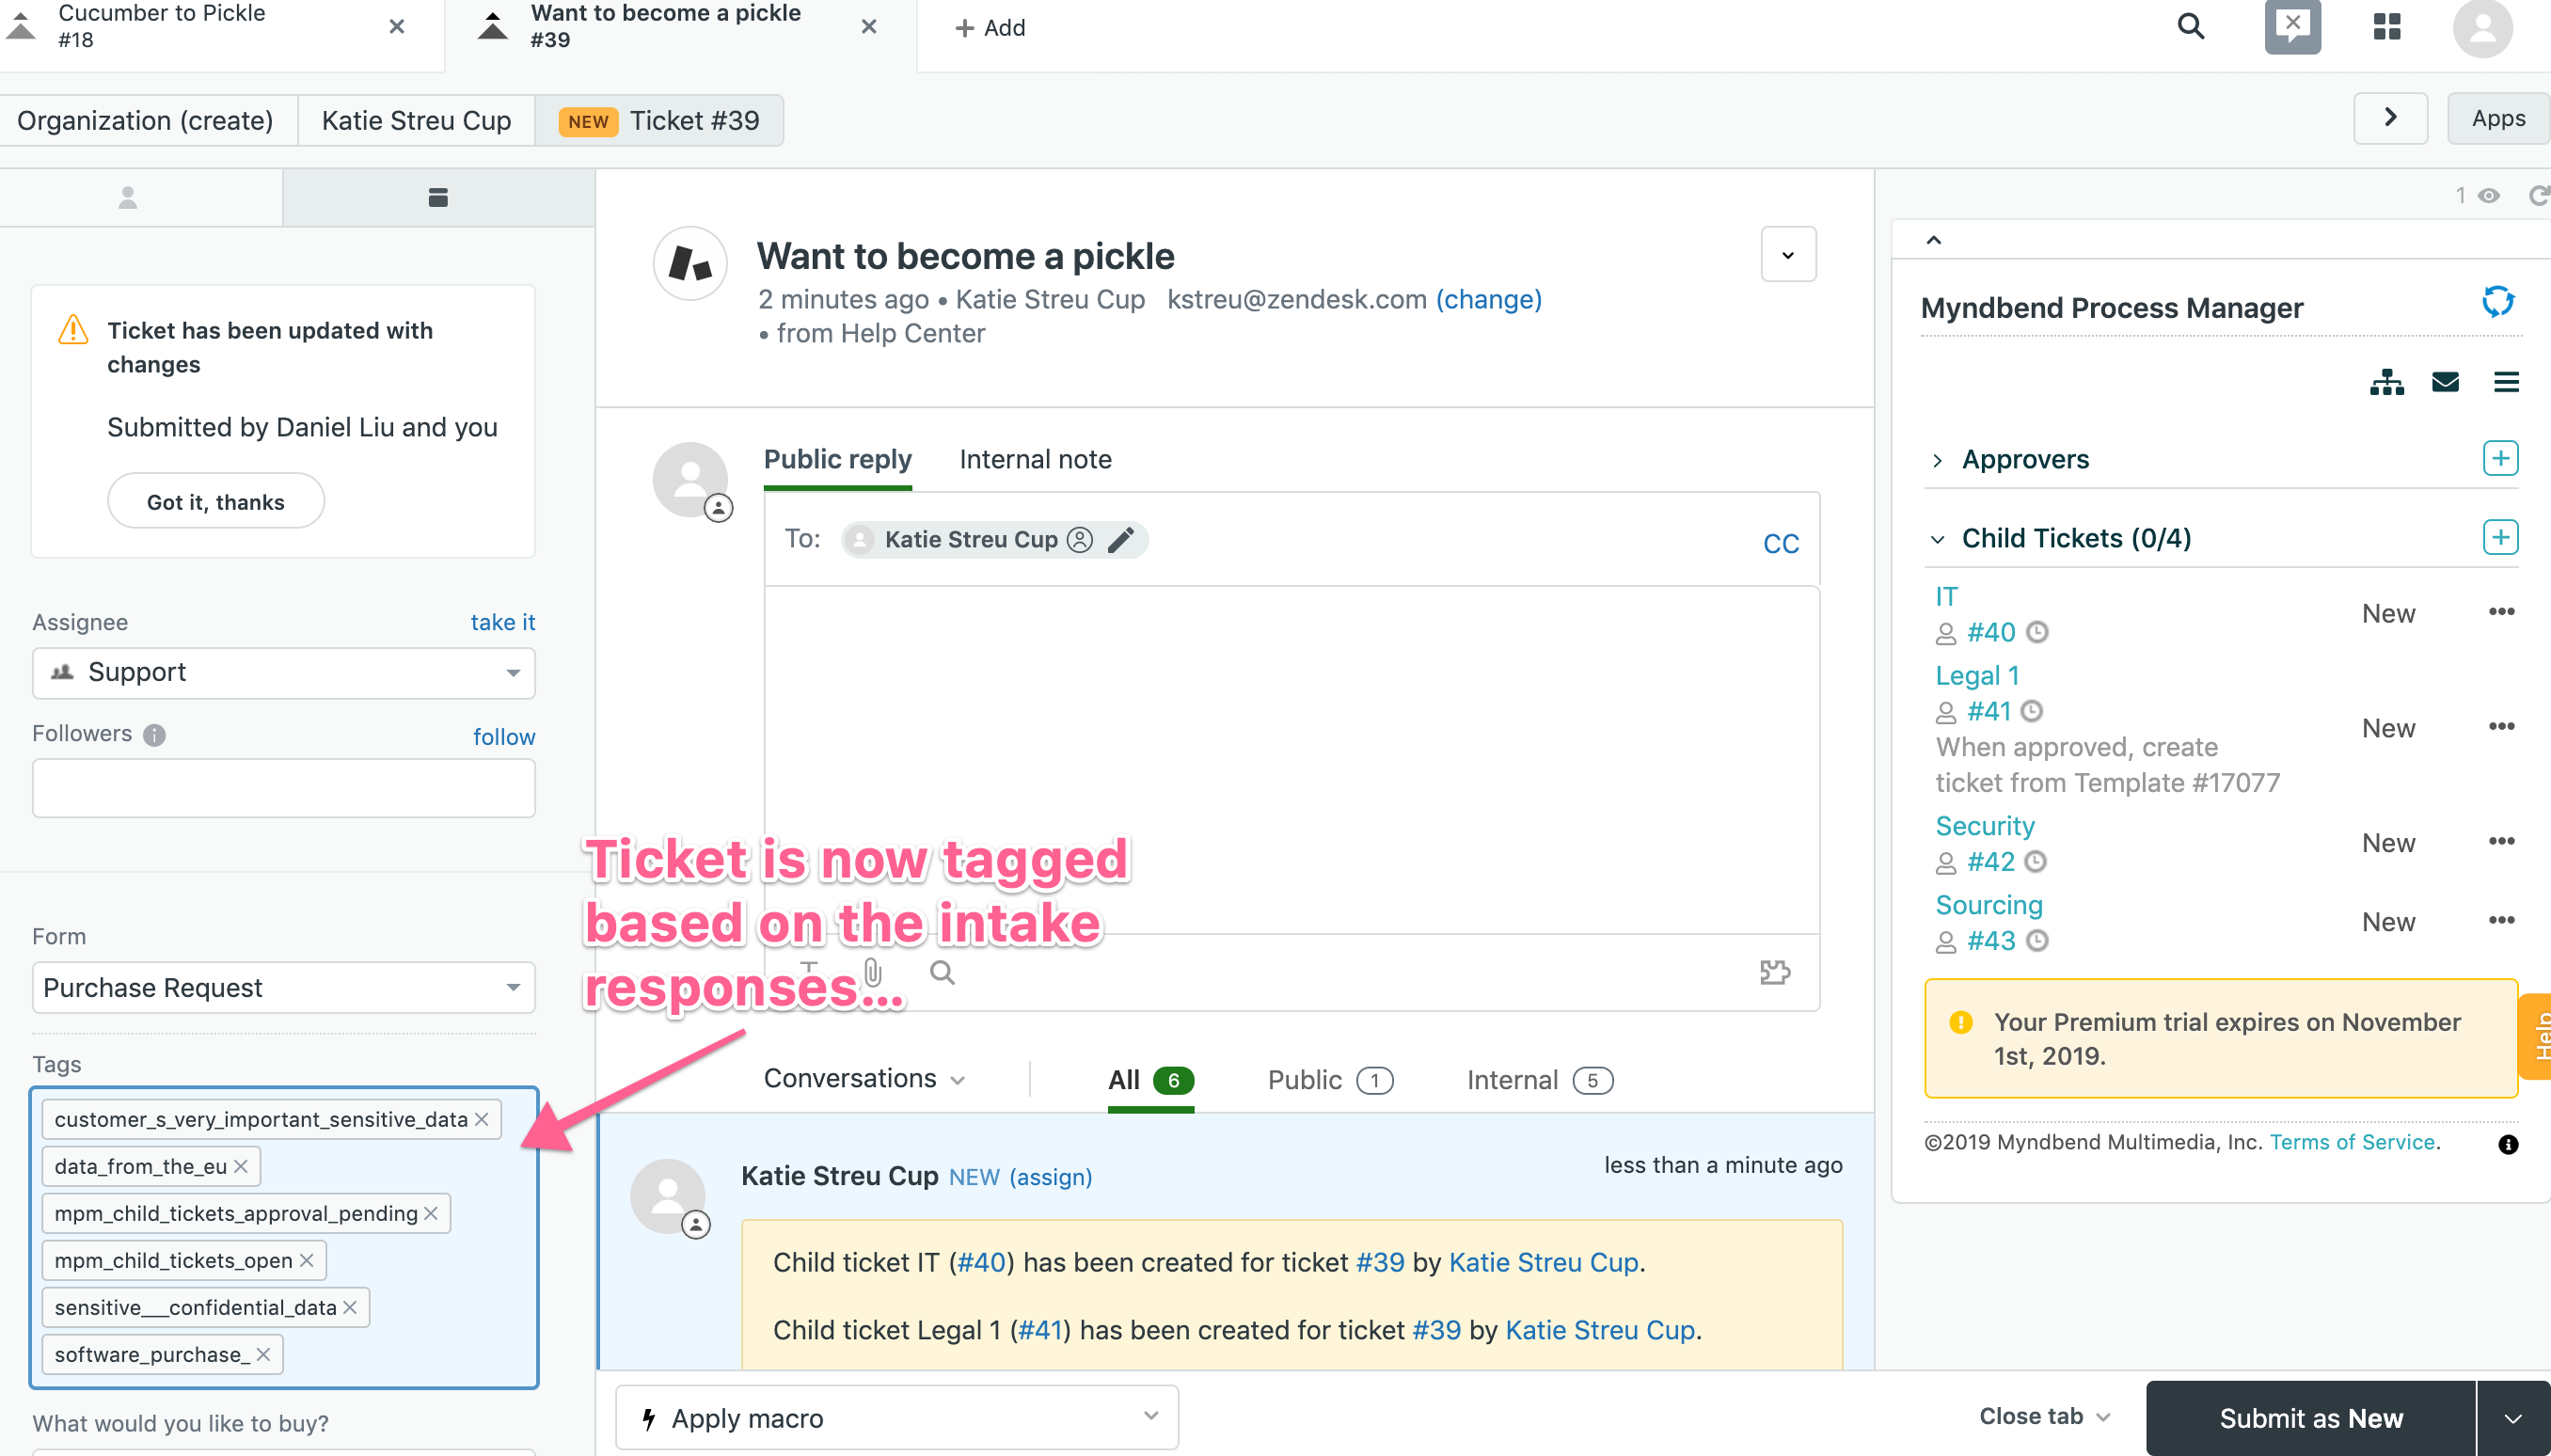 Cucumber to Pickle
#18
Want to become a pickle
#39
Add
Organization (create)
Katie Streu Cup
NEW Ticket #39
Apps
1
Ticket has been updated with
changes
Submitted by Daniel Liu and you
Got it, thanks
Assignee
take it
Support
Followers
follow
Form
Purchase Request
Tags
customer_s_very_important_sensitive_data
data_from_the_eu
mpm_child_tickets_approval_pending
mpm_child_tickets_open
sensitive___confidential_data
software_purchase_
What would you like to buy?
Want to become a pickle
2 minutes ago • Katie Streu Cup kstreu@zendesk.com (change)
• from Help Center
Public reply
Internal note
To:
Katie Streu Cup
CC
Ticket is now tagged
based on the intake
responses...
Conversations
All 6
Public 1
Internal 5
Katie Streu Cup NEW (assign)
less than a minute ago
Child ticket IT (#40) has been created for ticket #39 by Katie Streu Cup.
Child ticket Legal 1 (#41) has been created for ticket #39 by Katie Streu Cup.
Apply macro
Close tab
Submit as New
Myndbend Process Manager
Approvers
Child Tickets (0/4)
IT
#40
New
Legal 1
#41
When approved, create
ticket from Template #17077
New
Security
#42
New
Sourcing
#43
New
Your Premium trial expires on November
1st, 2019.
Help
©2019 Myndbend Multimedia, Inc. Terms of Service.